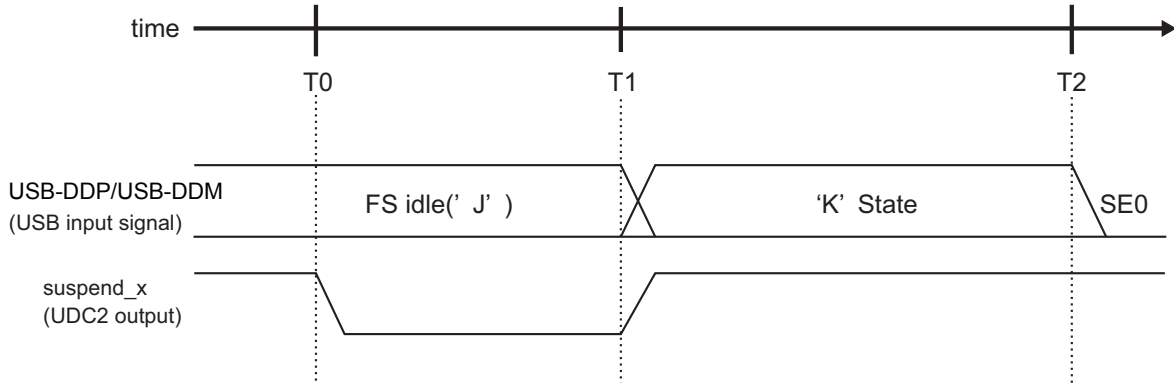 time
T0 T1 T2
USB-DDP/USB-DDM
(USB input signal)
FS idle(' J' )
‘K’ State
SE0
suspend_x
(UDC2 output)